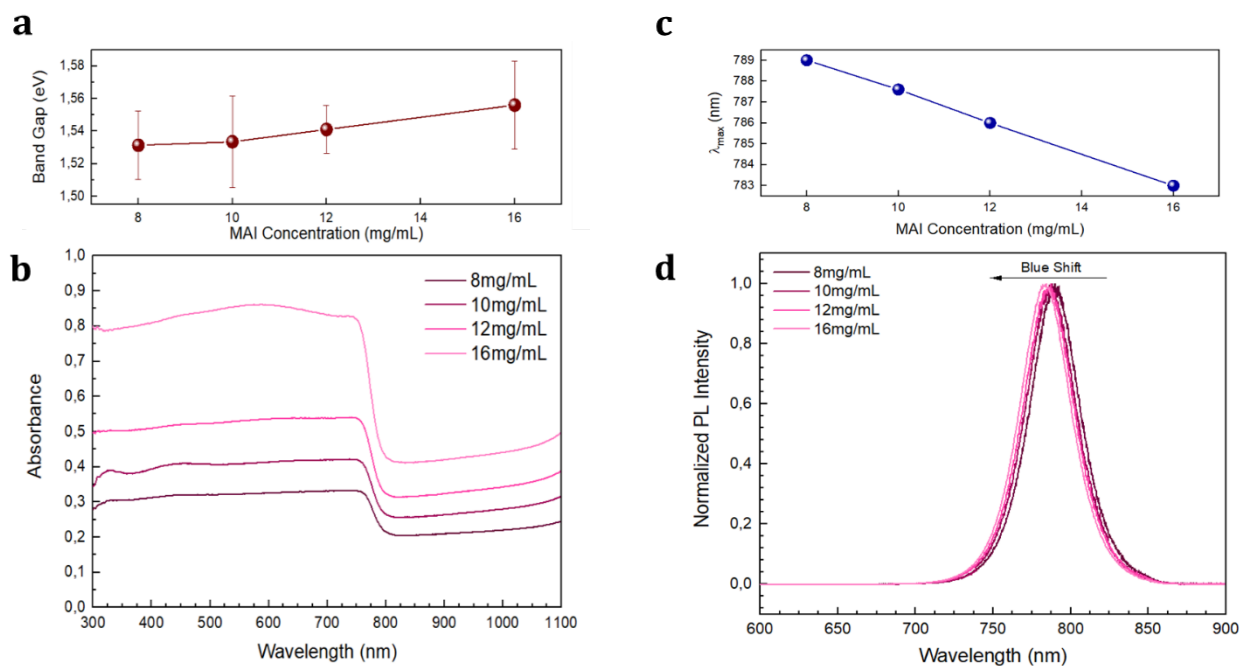 a
1,58
1,56
1,54
1,52
1,50
Band Gap (eV)
8
10
12
14
16
MAI Concentration (mg/mL)
c
789
788
787
786
785
784
783
λmax (nm)
8
10
12
14
16
MAI Concentration (mg/mL)
b
1,0
0,9
0,8
0,7
0,6
0,5
0,4
0,3
0,2
0,1
0,0
Absorbance
8mg/mL
10mg/mL
12mg/mL
16mg/mL
300
400
500
600
700
800
900
1000
1100
Wavelength (nm)
d
1,0
0,8
0,6
0,4
0,2
0,0
Normalized PL Intensity
8mg/mL
10mg/mL
12mg/mL
16mg/mL
Blue Shift
600
650
700
750
800
850
900
Wavelength (nm)